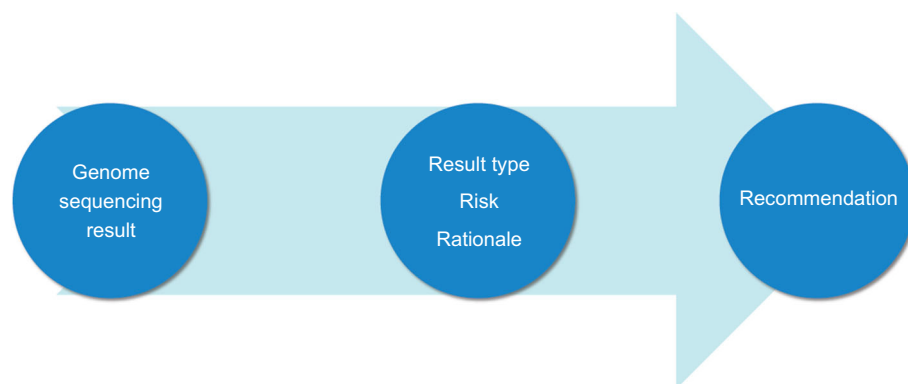 Genome
sequencing
result
Result type
Risk
Rationale
Recommendation